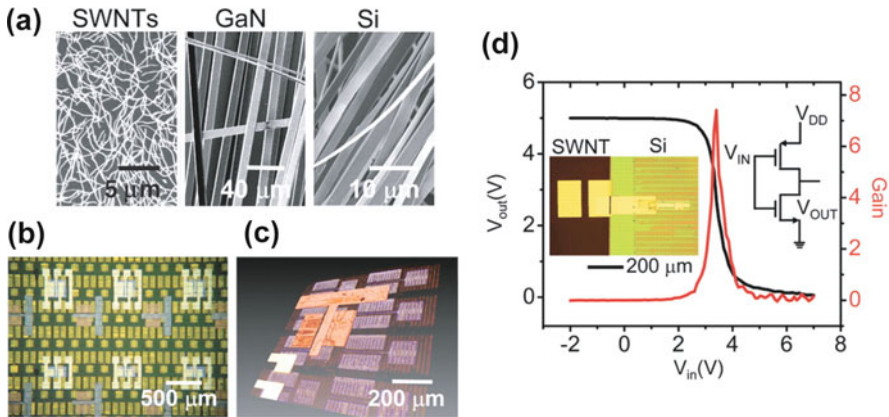 (a)
SWNTs
GaN
Si
5 μm
40 μm
10 μm
(b)
500 μm
(c)
200 μm
(d)
6
4
2
0
V_out(V)
-2
0
2
4
6
8
V_in(V)
8
6
4
2
0
Gain
SWNT
Si
200 μm
V_DD
V_IN
V_OUT